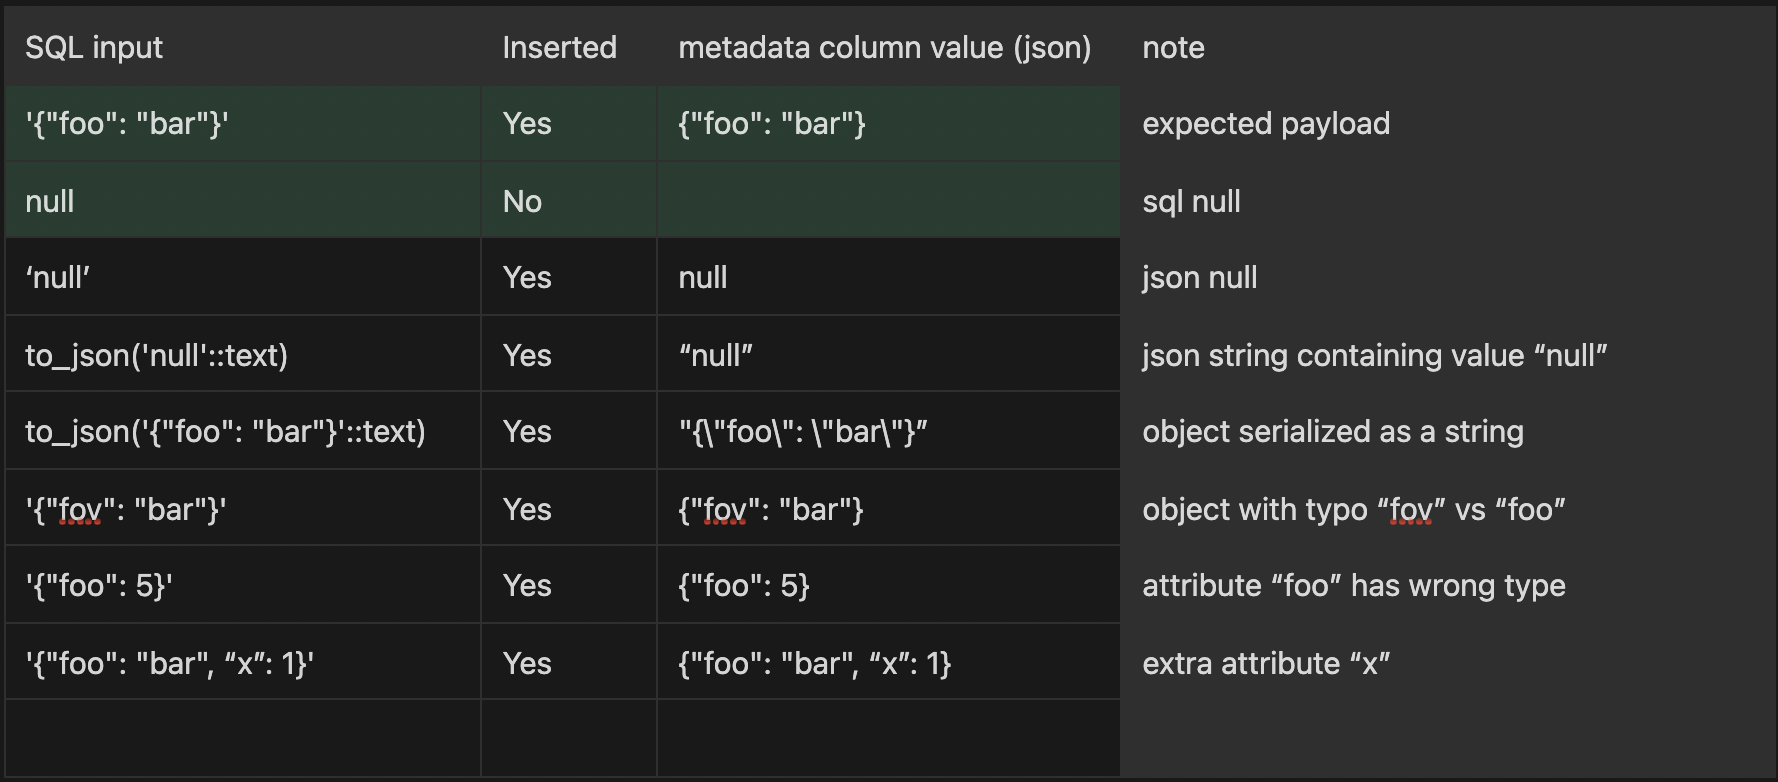 SQL input Inserted metadata column value (json) note
'{"foo": "bar"}' Yes {"foo": "bar"} expected payload
null No sql null
‘null’ Yes null json null
to_json('null'::text) Yes “null” json string containing value “null”
to_json('{"foo": "bar"}'::text) Yes "{\"foo\": \"bar\"}” object serialized as a string
'{"fov": "bar"}' Yes {"fov": "bar"} object with typo “fov” vs “foo”
'{"foo": 5}' Yes {"foo": 5} attribute “foo” has wrong type
'{"foo": "bar", “x”: 1}' Yes {"foo": "bar", “x”: 1} extra attribute “x”